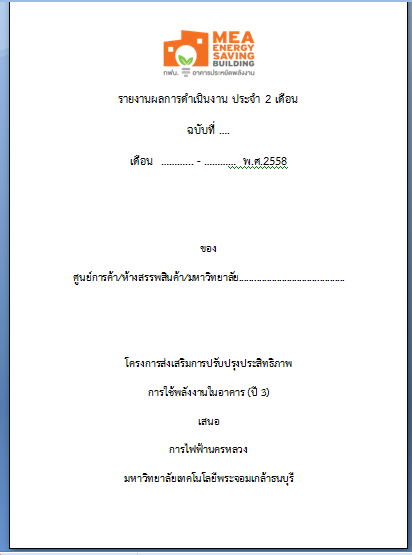 MEA
ENERGY
SAVING
BUILDING
กฟน. อาคารประหยัดพลังงาน
รายงานผลการดำเนินงาน ประจำ 2 เดือน
ฉบับที่ ....
เดือน ............ - ............ พ.ศ.2558
ของ
ศูนย์การค้า/ห้างสรรพสินค้า/มหาวิทยาลัย......................................
โครงการส่งเสริมการปรับปรุงประสิทธิภาพ
การใช้พลังงานในอาคาร (ปี 3)
เสนอ
การไฟฟ้านครหลวง
มหาวิทยาลัยเทคโนโลยีพระจอมเกล้าธนบุรี